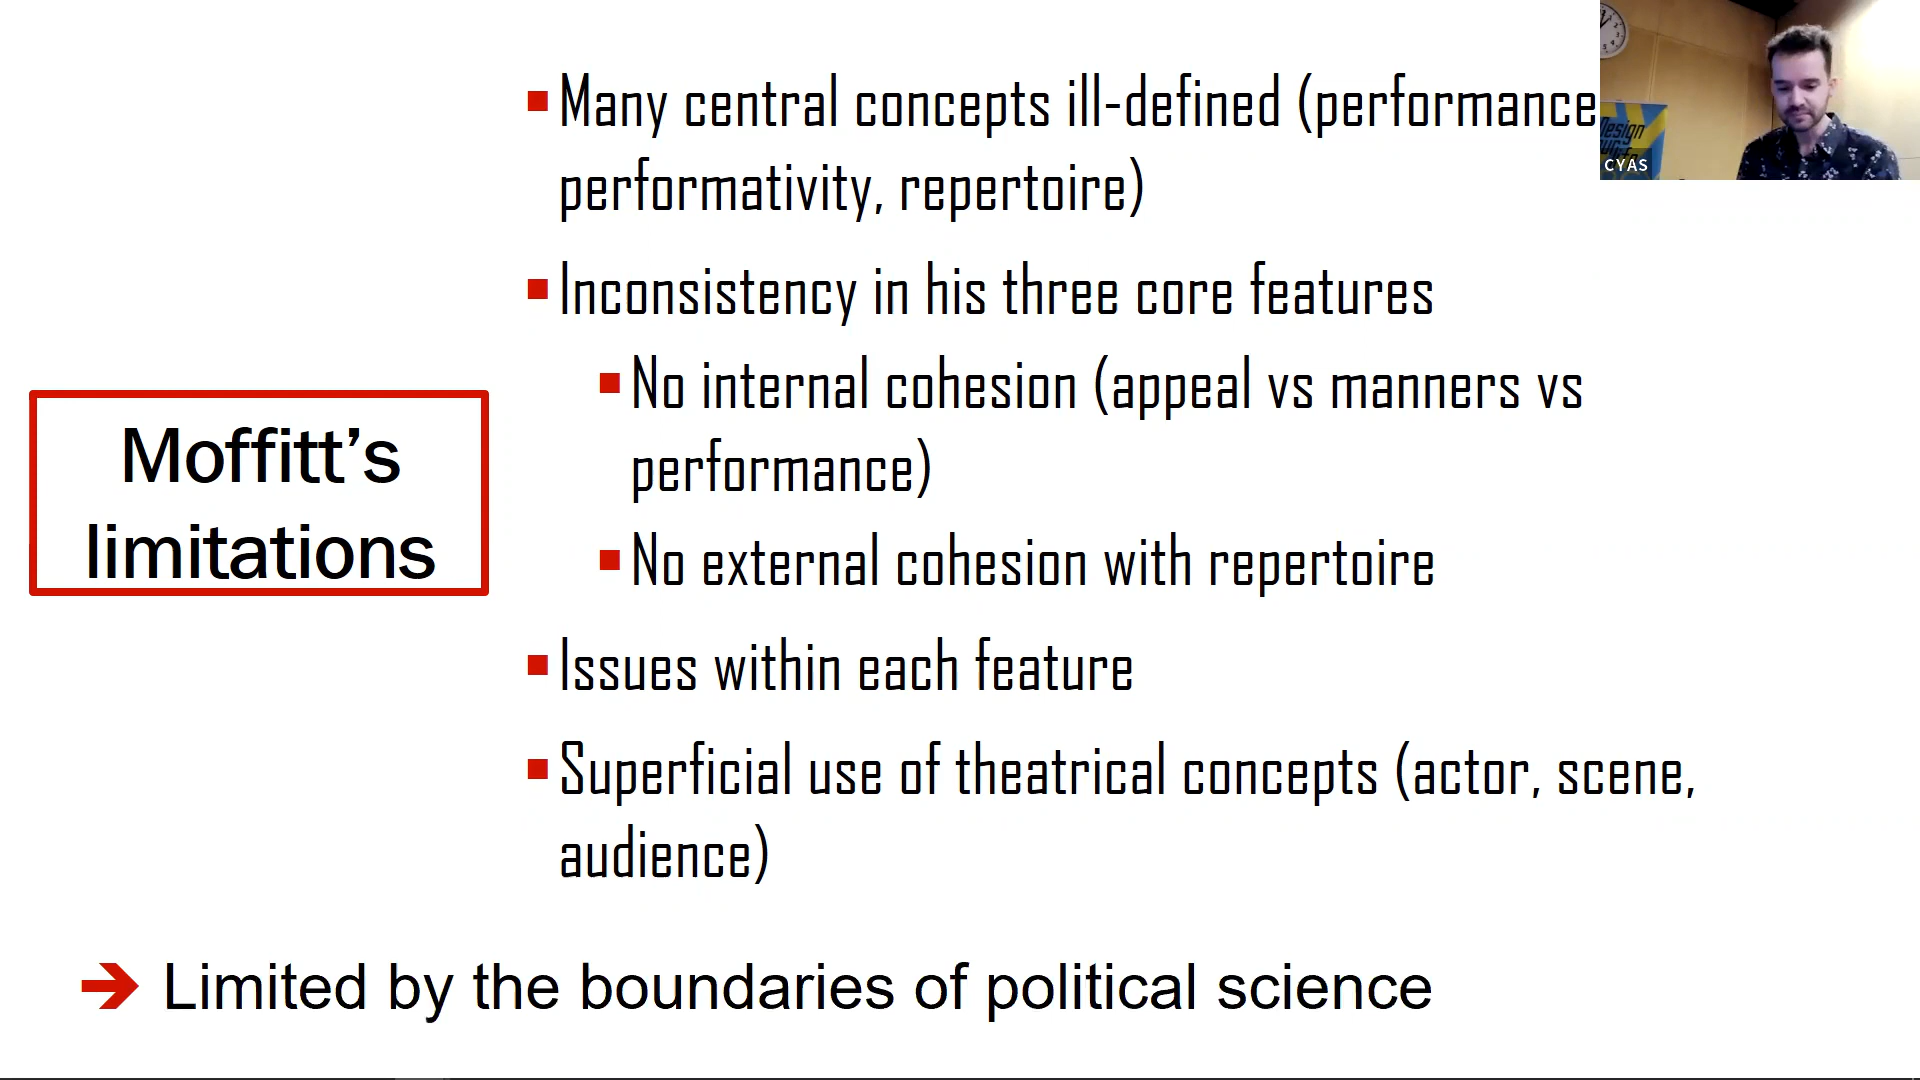 Many central concepts ill-defined (performance
performativity, repertoire)
Inconsistency in his three core features
No internal cohesion (appeal vs manners vs
performance)
No external cohesion with repertoire
Issues within each feature
Superficial use of theatrical concepts (actor, scene,
audience)
Moffitt’s
limitations
Limited by the boundaries of political science
Design
CYAS